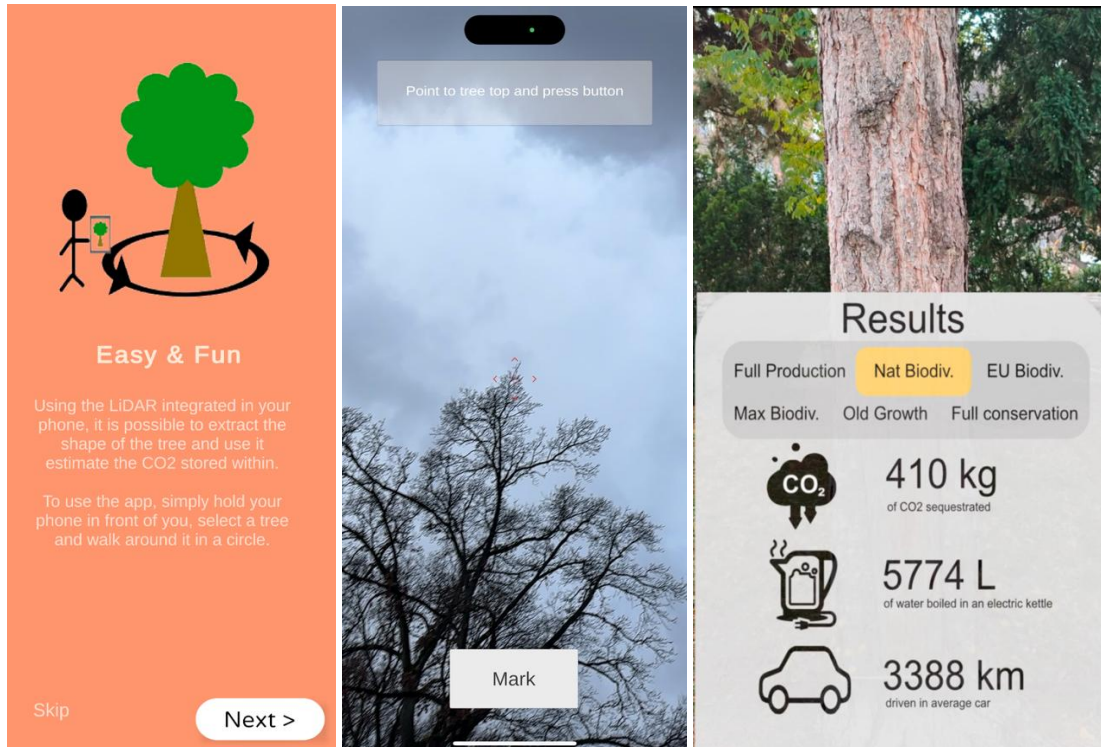 Easy & Fun
Using the LiDAR integrated in your
phone, it is possible to extract the
shape of the tree and use it
estimate the CO2 stored within.
To use the app, simply hold your
phone in front of you, select a tree
and walk around it in a circle.
Skip
Next >
Point to tree top and press button
Mark
Results
Full Production Nat Biodiv. EU Biodiv.
Max Biodiv. Old Growth Full conservation
CO₂
410 kg
of CO2 sequestrated
5774 L
of water boiled in an electric kettle
3388 km
driven in average car